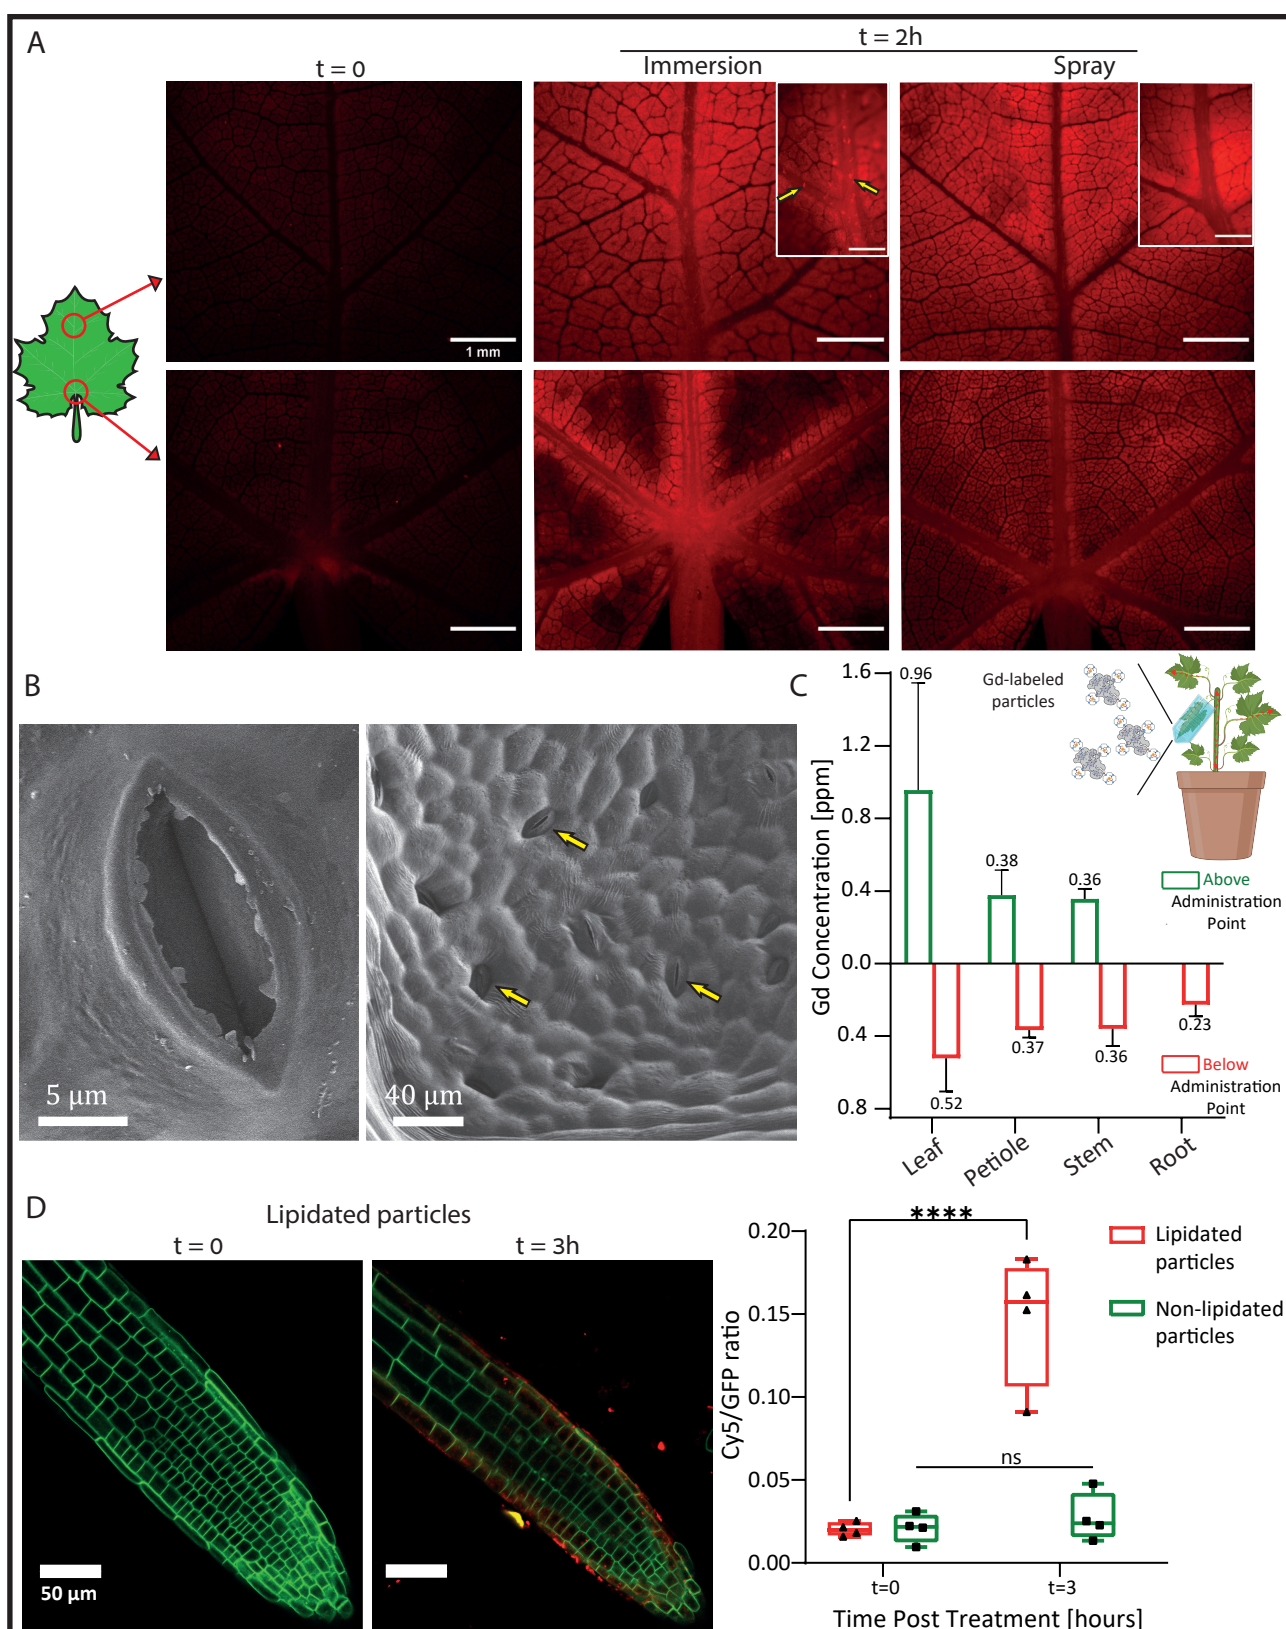 A
t = 0
t = 2h
Immersion
Spray
1 mm
B
5 µm
40 µm
C
Gd-labeled
particles
Gd Concentration [ppm]
1.6
1.2
0.8
0.4
0.0
0.4
0.8
0.96
0.38
0.36
0.52
0.37
0.36
0.23
Above
Administration
Point
Below
Administration
Point
Leaf
Petiole
Stem
Root
D
Lipidated particles
t = 0
t = 3h
50 µm
Cy5/GFP ratio
0.20
0.15
0.10
0.05
0.00
****
ns
Lipidated
particles
Non-lipidated
particles
t=0
t=3
Time Post Treatment [hours]